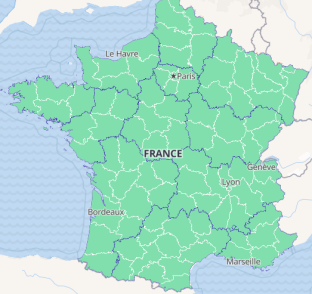 Le Havre
★Paris
FRANCE
Genève
Lyon
Bordeaux
Marseille